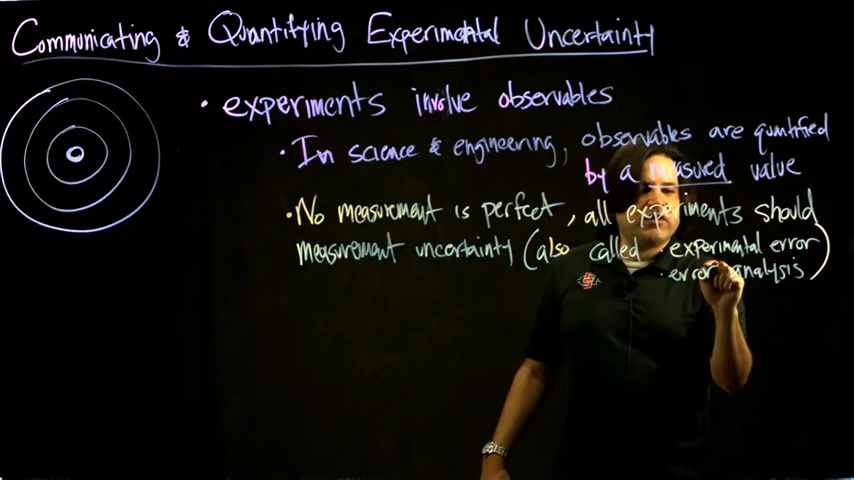 Communicating & Quantifying Experimental Uncertainty
• experiments involve observables
• In science & engineering, observables are quantified
by a measured value
• No measurement is perfect, all experiments should
measurement uncertainty (also called • experimental error
• error analysis)